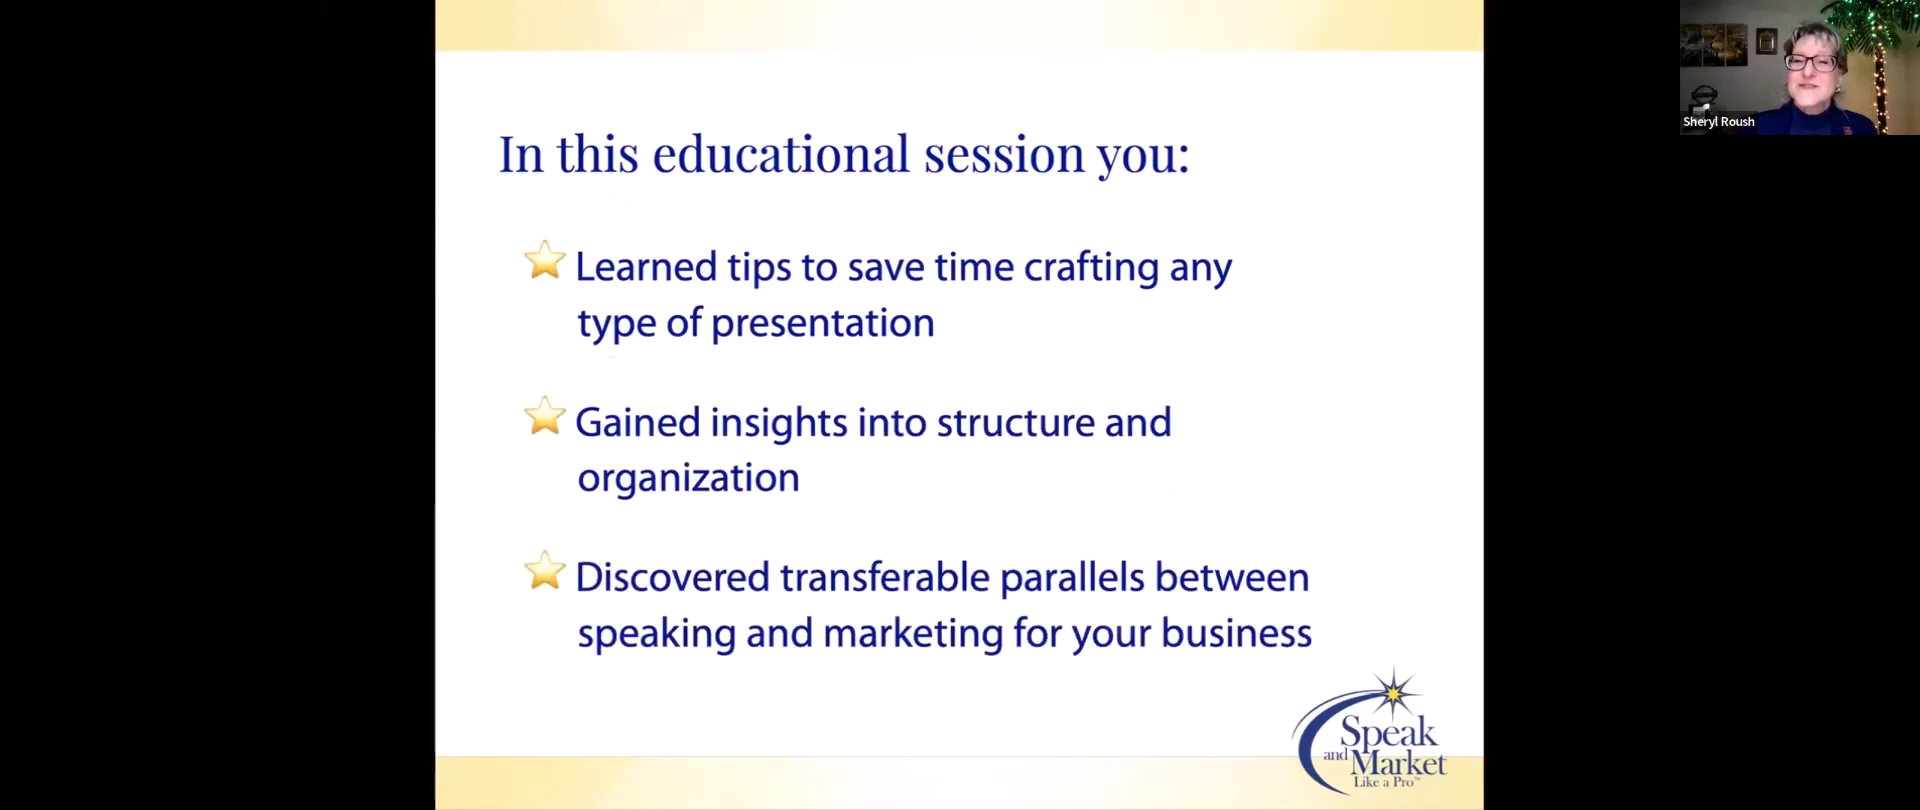 In this educational session you:
Learned tips to save time crafting any
type of presentation
Gained insights into structure and
organization
Discovered transferable parallels between
speaking and marketing for your business
Speak
and Market
Like a Pro™
Sheryl Roush